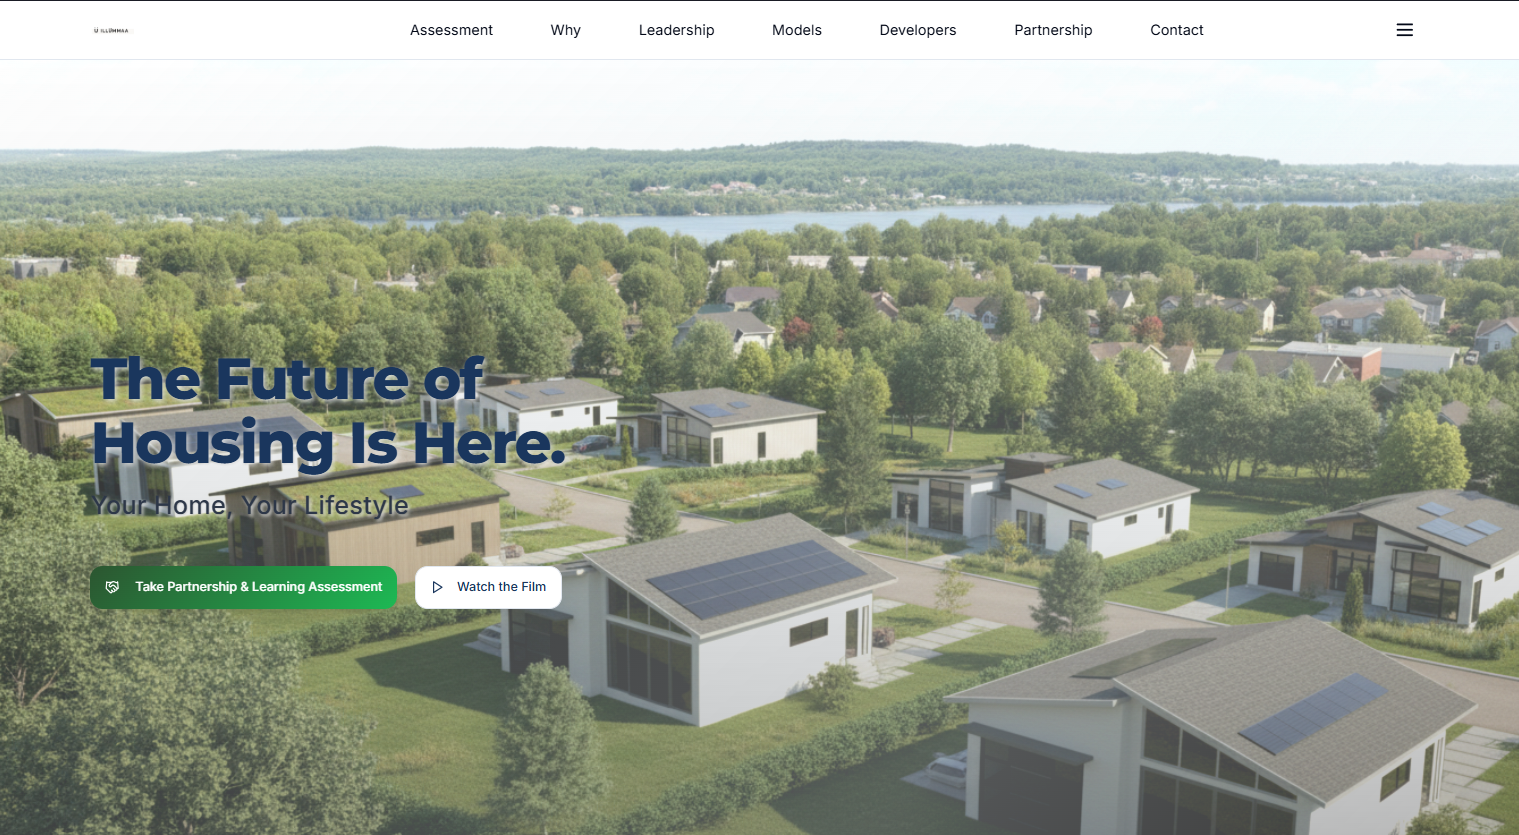 ILLÜMMAA
Assessment Why Leadership Models Developers Partnership Contact
The Future of
Housing Is Here.
Your Home, Your Lifestyle
Take Partnership & Learning Assessment
Watch the Film